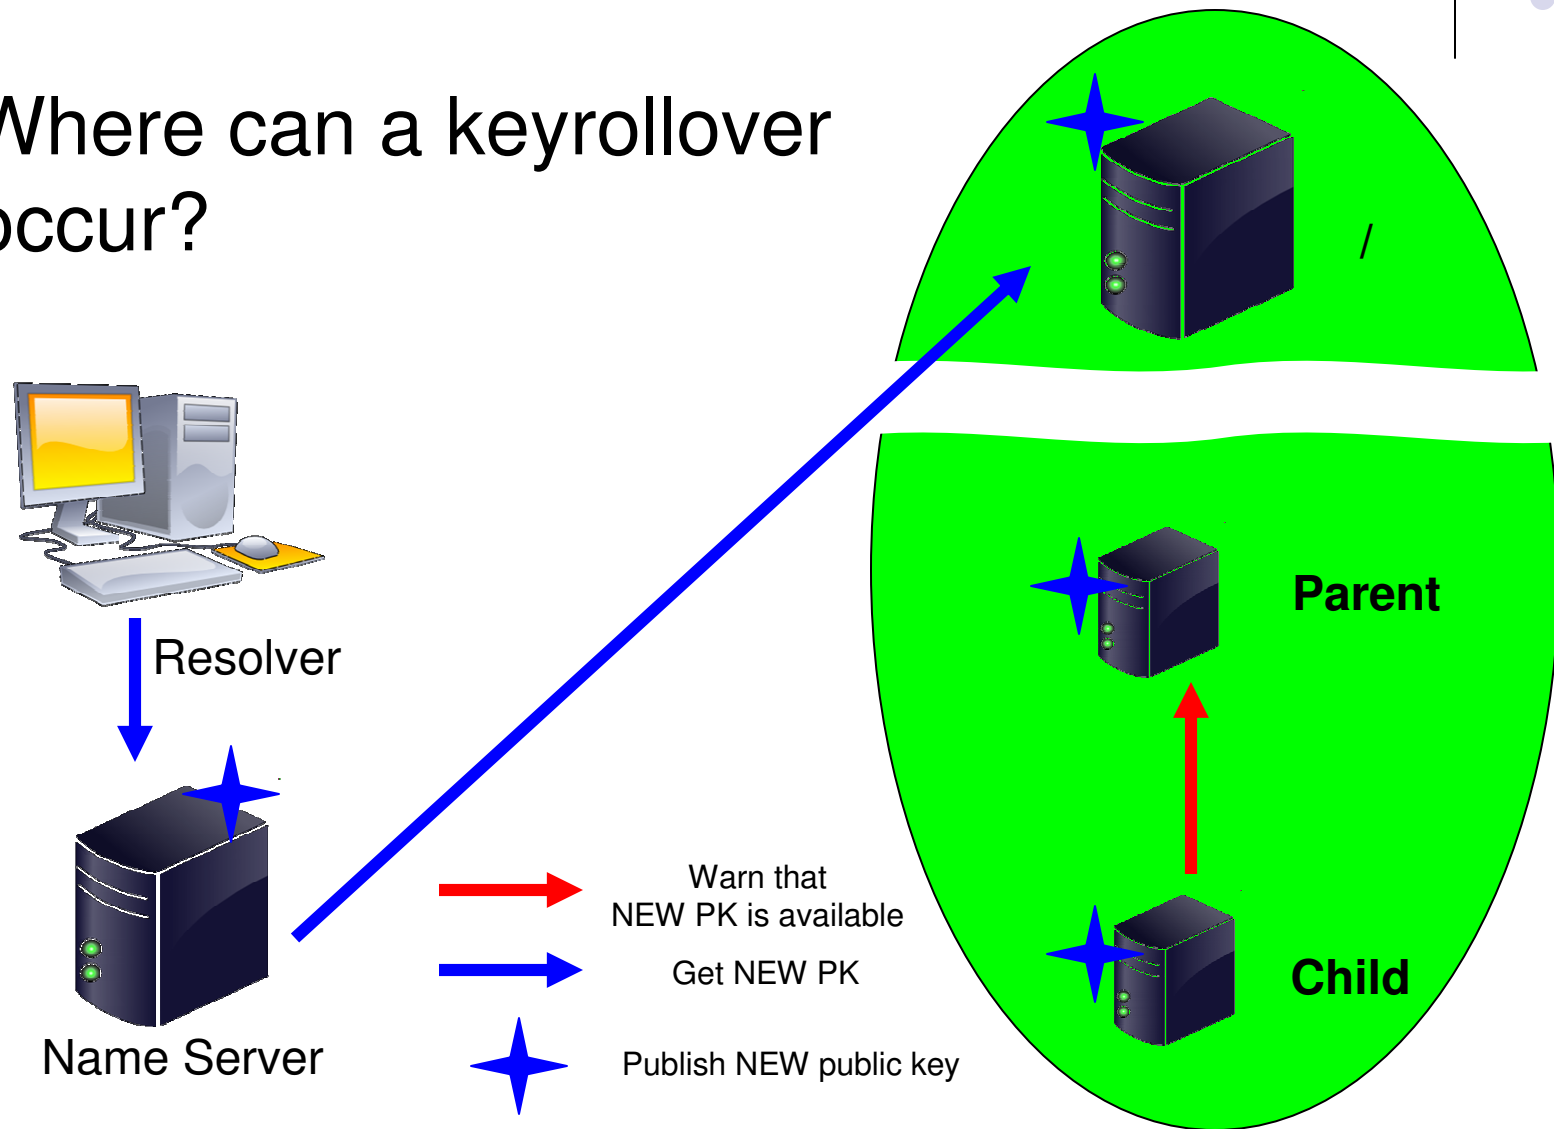 Where can a keyrollover
occur?
/
Parent
Resolver
Warn that
NEW PK is available
Get NEW PK
Child
Name Server
Publish NEW public key